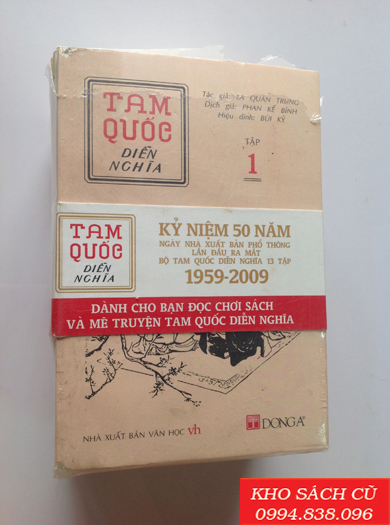 TAM
QUỐC
DIỄN
NGHĨA
Tác giả: LA QUÁN TRUNG
Dịch giả: PHAN KẾ BÍNH
Hiệu đính: BÙI KỶ
TẬP
1
TAM
QUỐC
DIỄN
NGHĨA
KỶ NIỆM 50 NĂM
NGÀY NHÀ XUẤT BẢN PHỔ THÔNG
LẦN ĐẦU RA MẮT
BỘ TAM QUỐC DIỄN NGHĨA 13 TẬP
1959-2009
DÀNH CHO BẠN ĐỌC CHƠI SÁCH
VÀ MÊ TRUYỆN TAM QUỐC DIỄN NGHĨA
NHÀ XUẤT BẢN VĂN HỌC vh
DONGA
KHO SÁCH CŨ
0994.838.096